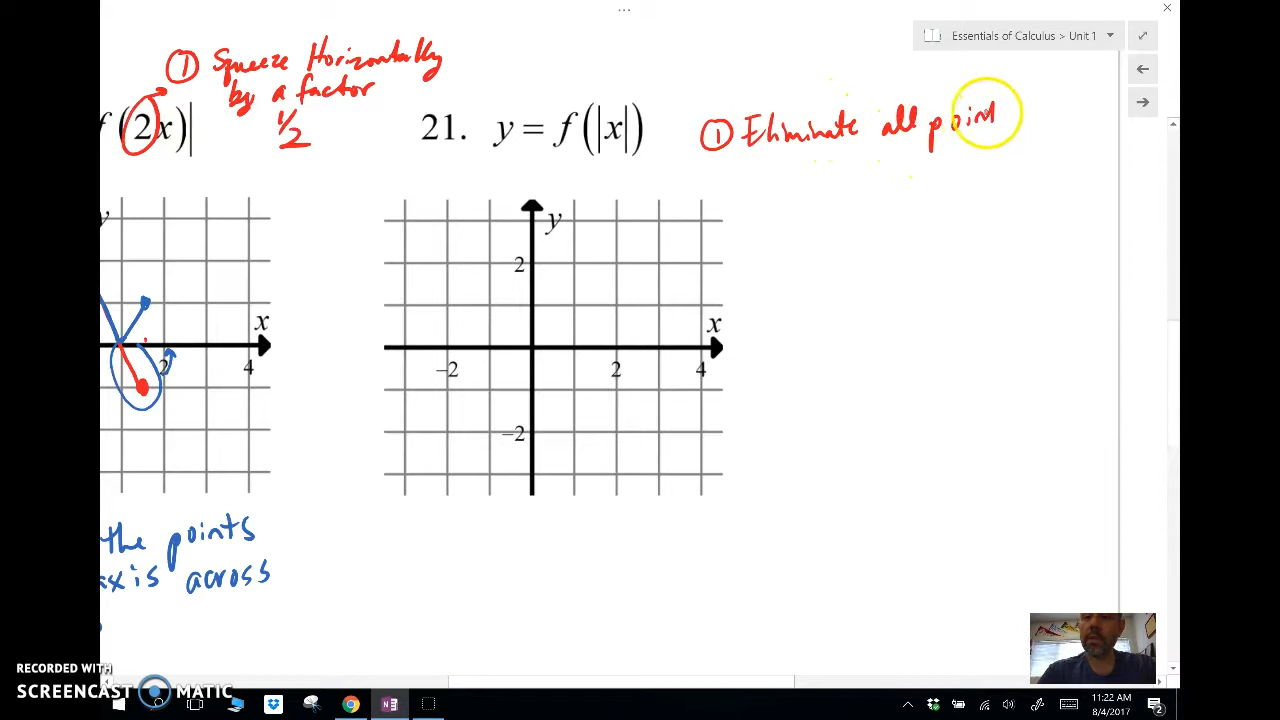 ① Squeeze Horizontally
by a factor
1/2
f(2x)|
21. y = f(|x|)
① Eliminate all point
Essentials of Calculus > Unit 1
y
x
2
4
y
2
x
-2
2
4
-2
the points
axis across
RECORDED WITH
SCREENCAST MATIC
11:22 AM
8/4/2017
2